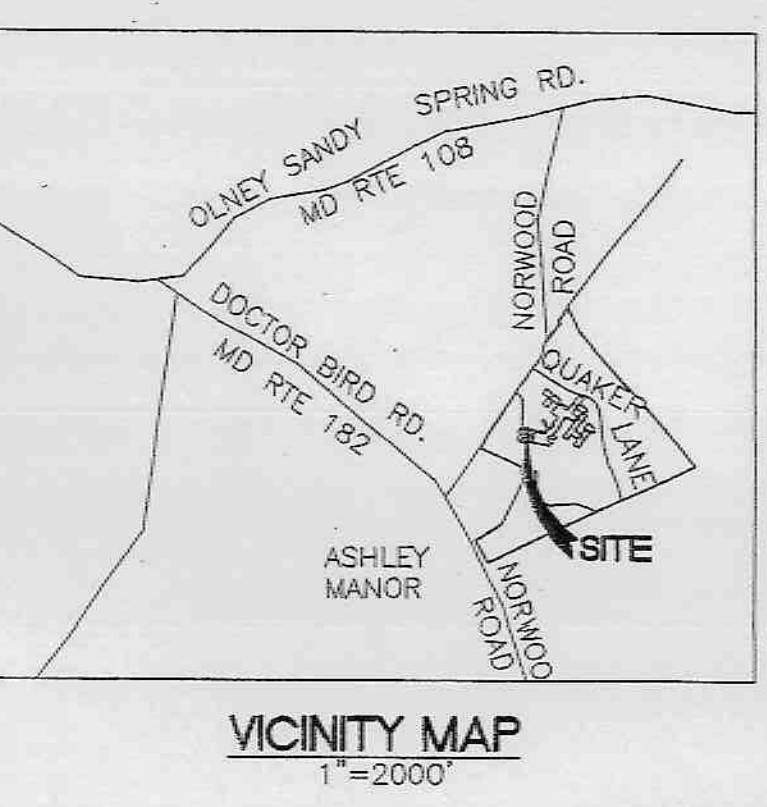 OLNEY SANDY SPRING RD.
MD RTE 108
NORWOOD
ROAD
DOCTOR BIRD RD.
MD RTE 182
QUAKER LANE
SITE
ASHLEY
MANOR
NORWOO
ROAD
VICINITY MAP
1"=2000'